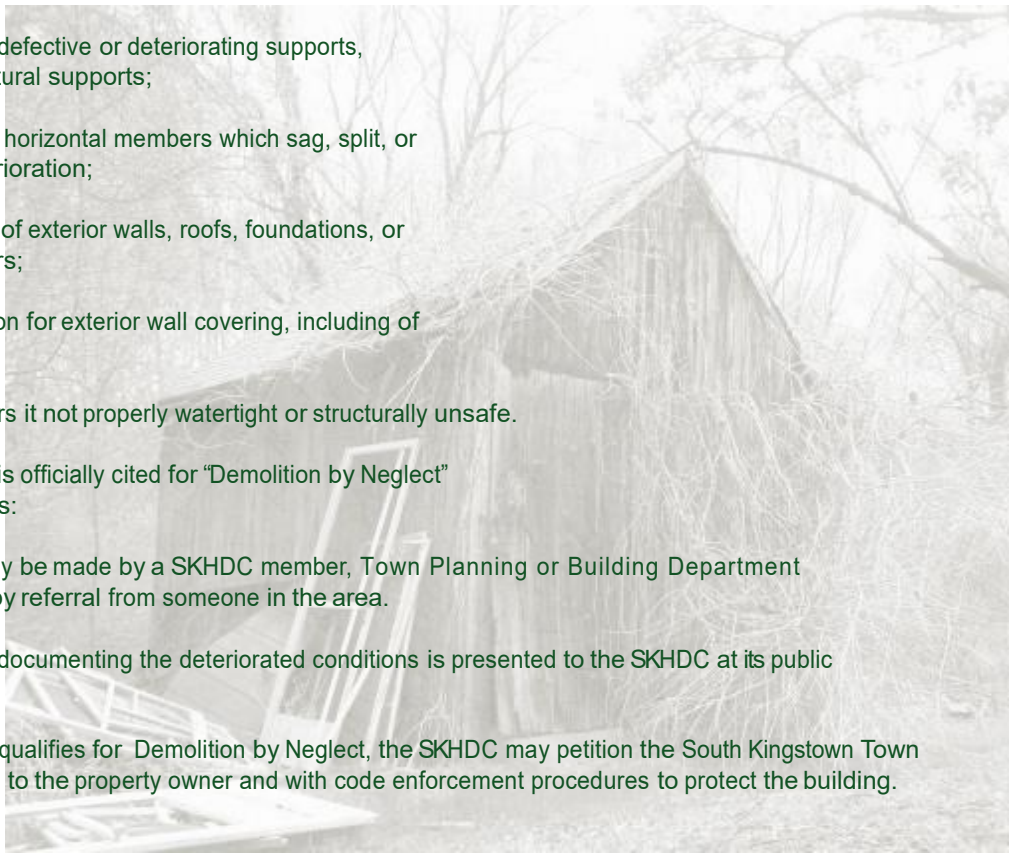 defective or deteriorating supports,
tural supports;
horizontal members which sag, split, or
rioration;
of exterior walls, roofs, foundations, or
rs;
on for exterior wall covering, including of
rs it not properly watertight or structurally unsafe.
is officially cited for “Demolition by Neglect”
s:
y be made by a SKHDC member, Town Planning or Building Department
by referral from someone in the area.
documenting the deteriorated conditions is presented to the SKHDC at its public
qualifies for Demolition by Neglect, the SKHDC may petition the South Kingstown Town
to the property owner and with code enforcement procedures to protect the building.